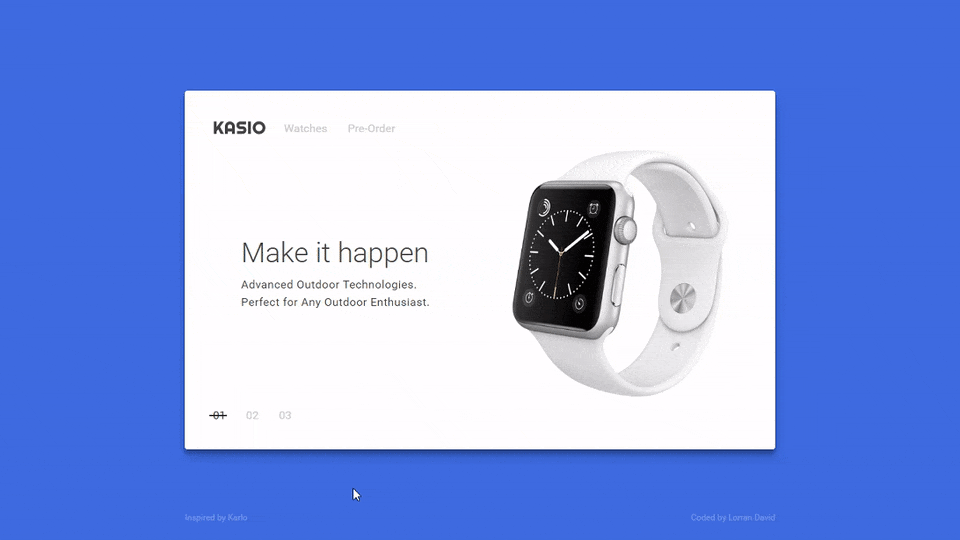 KASIO Watches Pre-Order
Make it happen
Advanced Outdoor Technologies.
Perfect for Any Outdoor Enthusiast.
01 02 03
Inspired by Karlo
Coded by Lorran David